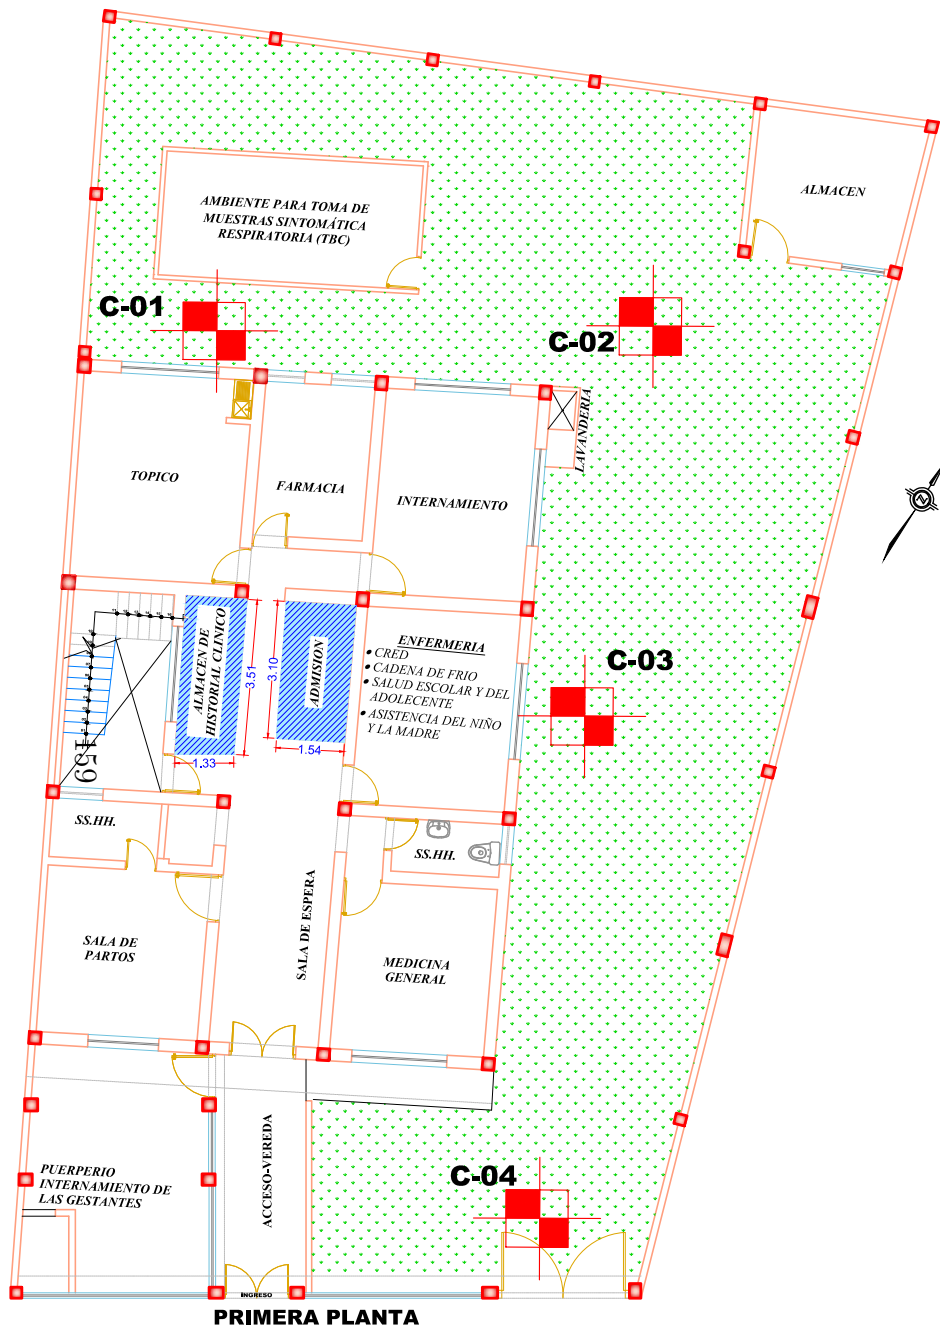 AMBIENTE PARA TOMA DE
MUESTRAS SINTOMÁTICA
RESPIRATORIA (TBC)
ALMACEN
C-01
C-02
LAVANDERIA
TOPICO
FARMACIA
INTERNAMIENTO
N
ALMACEN DE
HISTORIAL CLINICO
3.51
1.33
3.10
ADMISION
1.54
ENFERMERIA
• CRED
• CADENA DE FRIO
• SALUD ESCOLAR Y DEL
ADOLECENTE
• ASISTENCIA DEL NIÑO
Y LA MADRE
C-03
159
SS.HH.
SS.HH.
SALA DE ESPERA
SALA DE
PARTOS
MEDICINA
GENERAL
PUERPERIO
INTERNAMIENTO DE
LAS GESTANTES
ACCESO-VEREDA
C-04
INGRESO
PRIMERA PLANTA